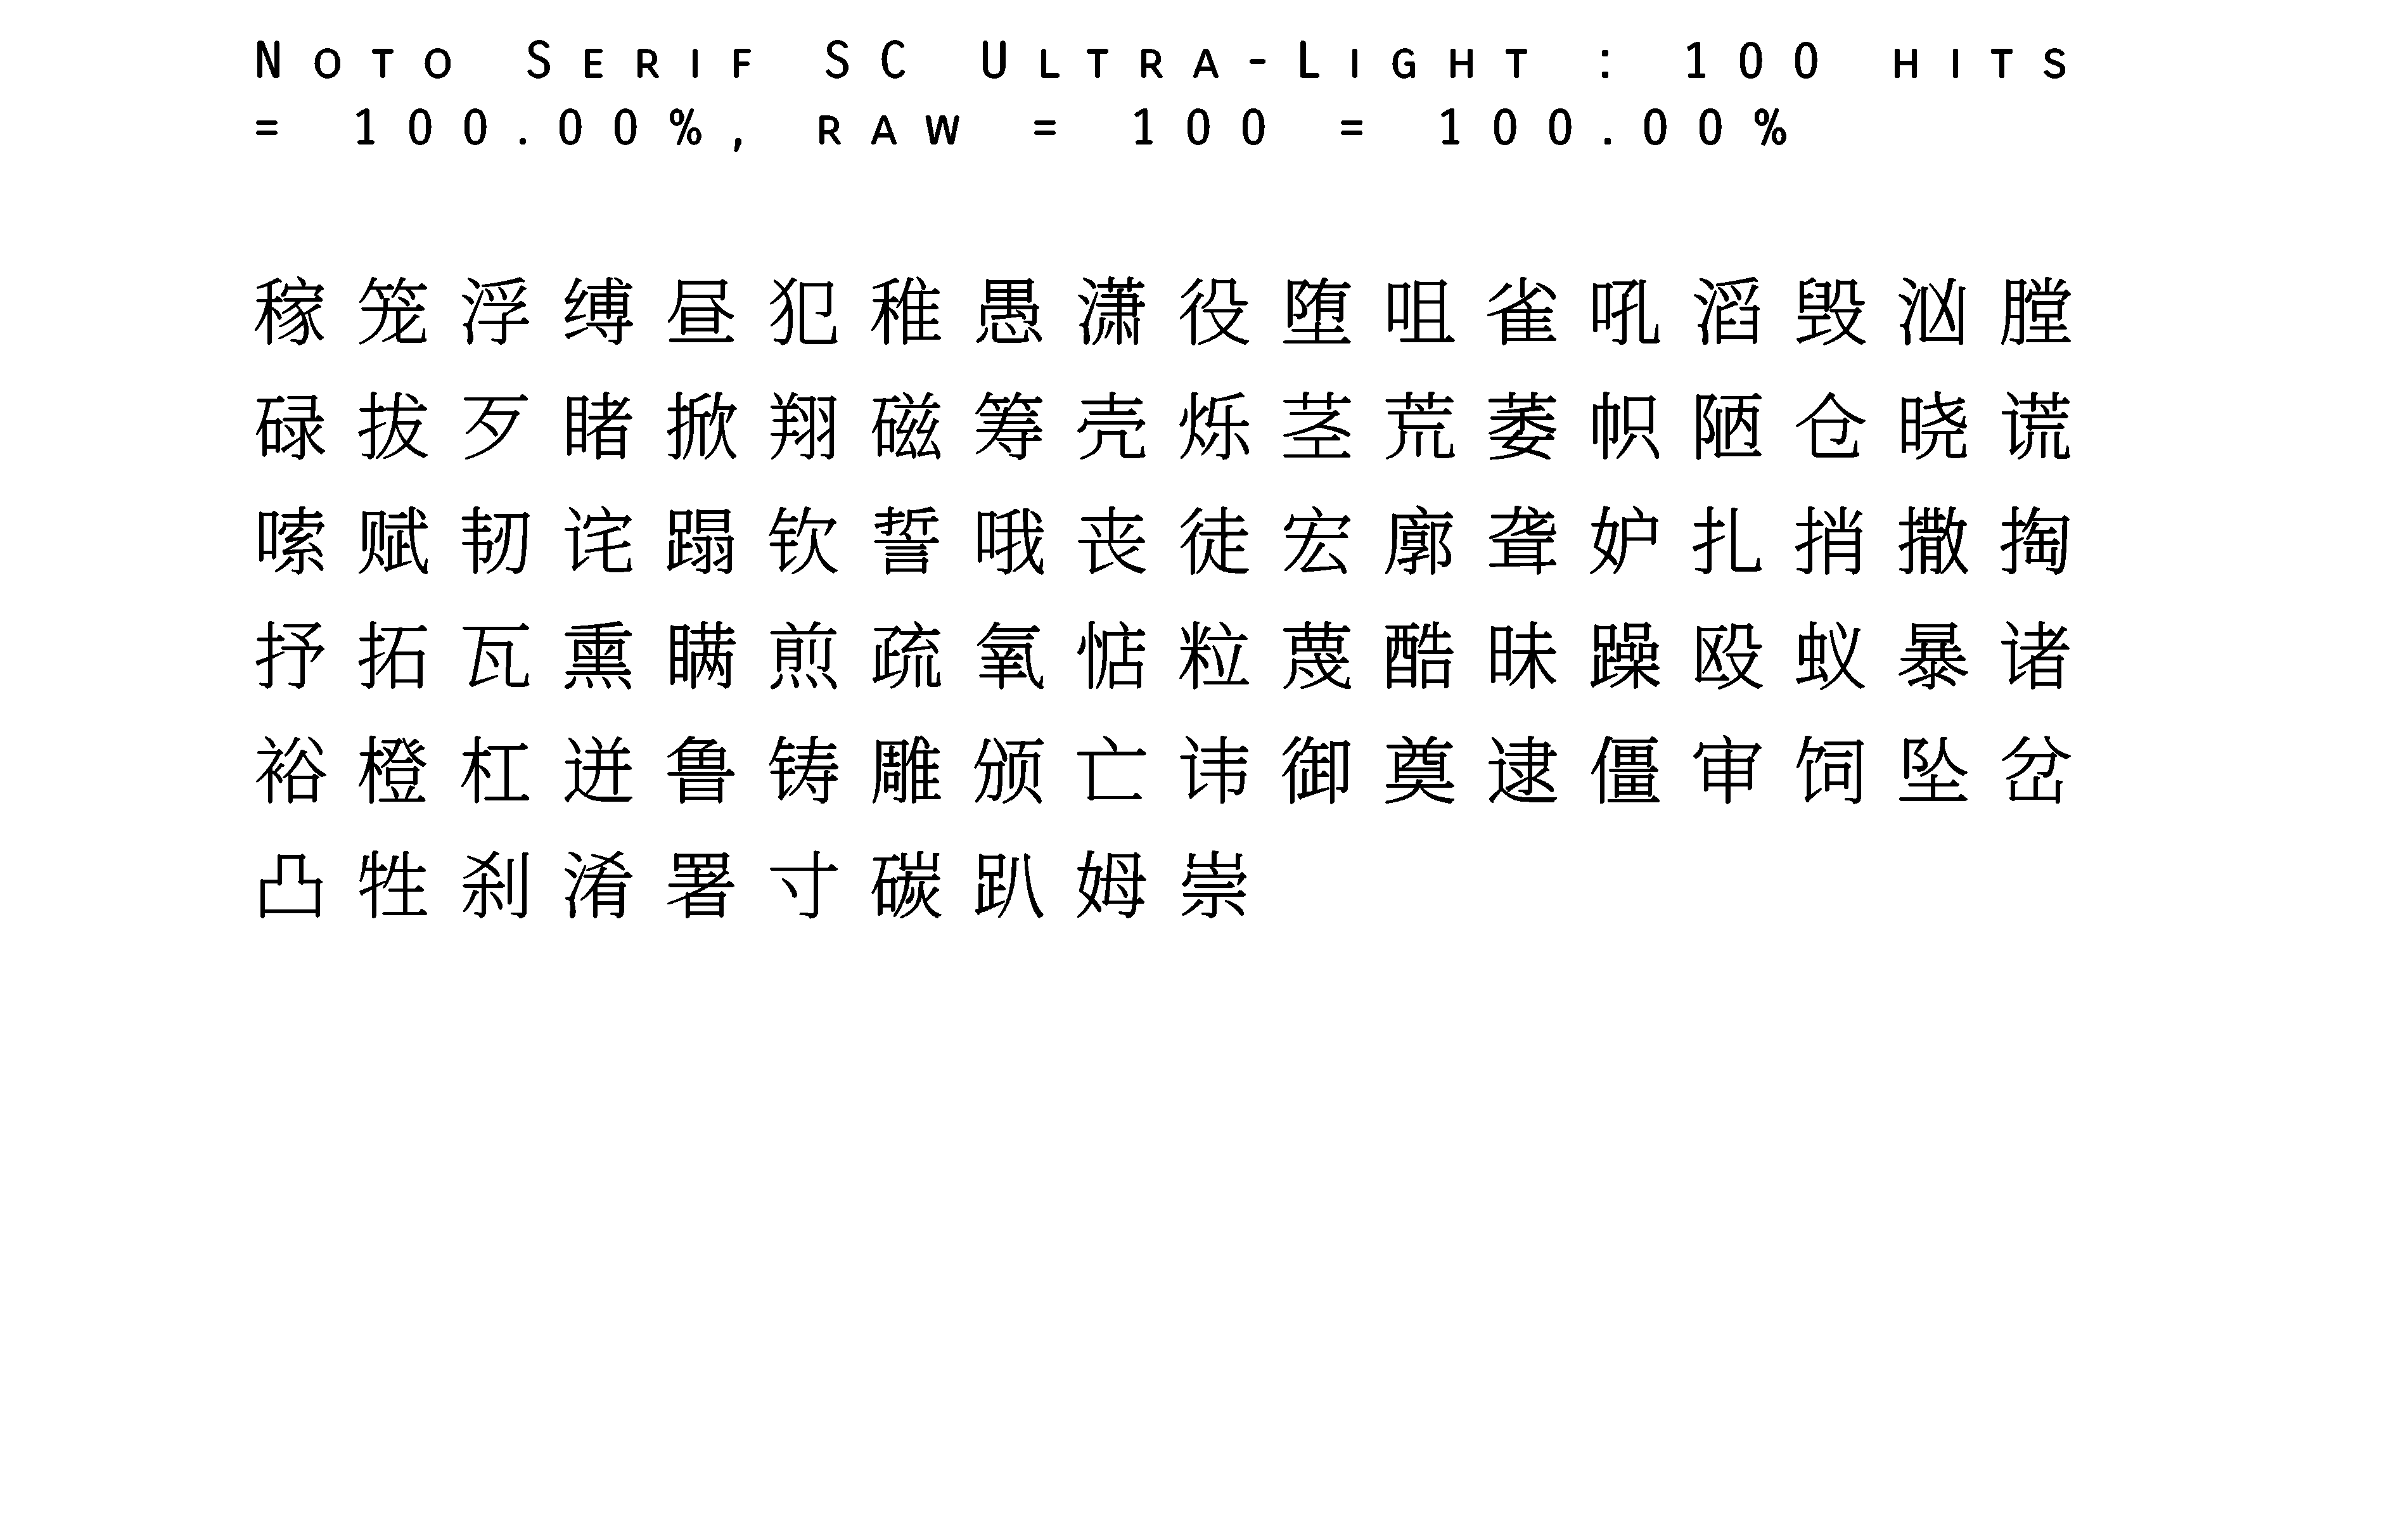 Noto Serif SC Ultra-Light : 100 hits
= 100.00%, raw = 100 = 100.00%
稼笼浮缚昼犯稚愚潇役堕咀雀吼滔毁汹膛
碌拔歹睹掀翔磁筹壳烁茎荒萎帜陋仓晓谎
嗦赋韧诧蹋钦誓哦丧徒宏廓聋妒扎捎撒掏
抒拓瓦熏瞒煎疏氧惦粒蔑酷昧躁殴蚁暴诸
裕橙杠迸鲁铸雕颁亡讳御奠逮僵审饲坠岔
凸牲刹淆署寸碳趴姆崇